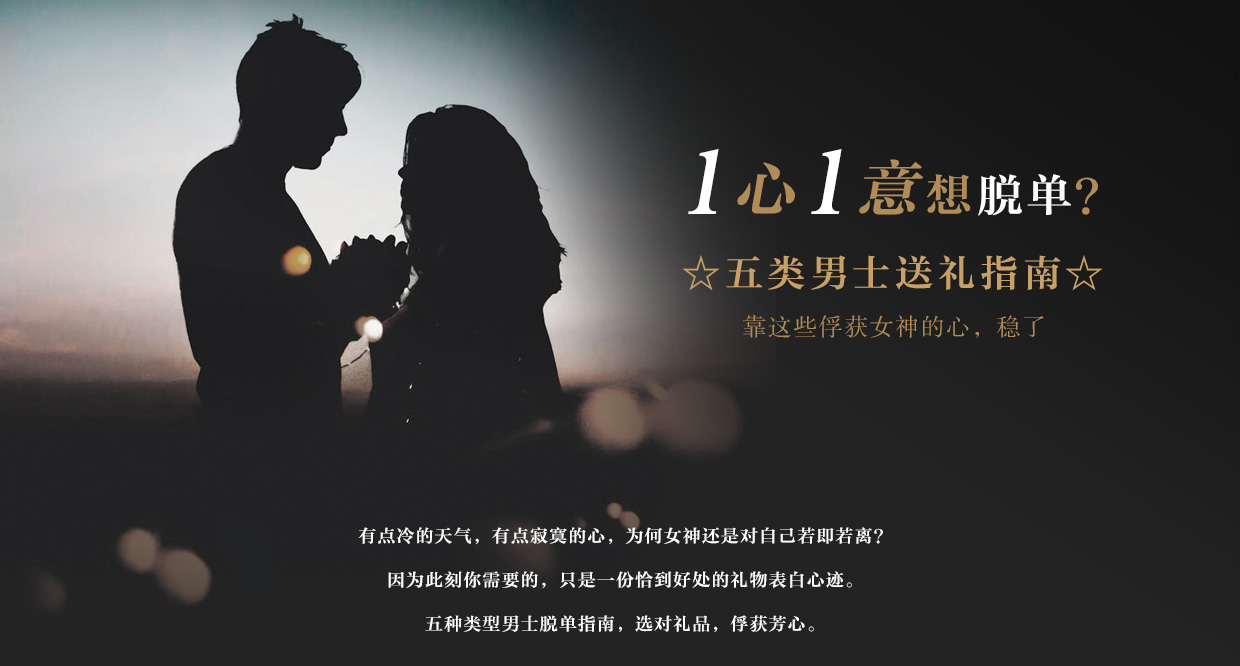 1心1意想脱单?
☆五类男士送礼指南☆
靠这些俘获女神的心，稳了
有点冷的天气，有点寂寞的心，为何女神还是对自己若即若离?
因为此刻你需要的，只是一份恰到好处的礼物表白心迹。
五种类型男士脱单指南，选对礼品，俘获芳心。